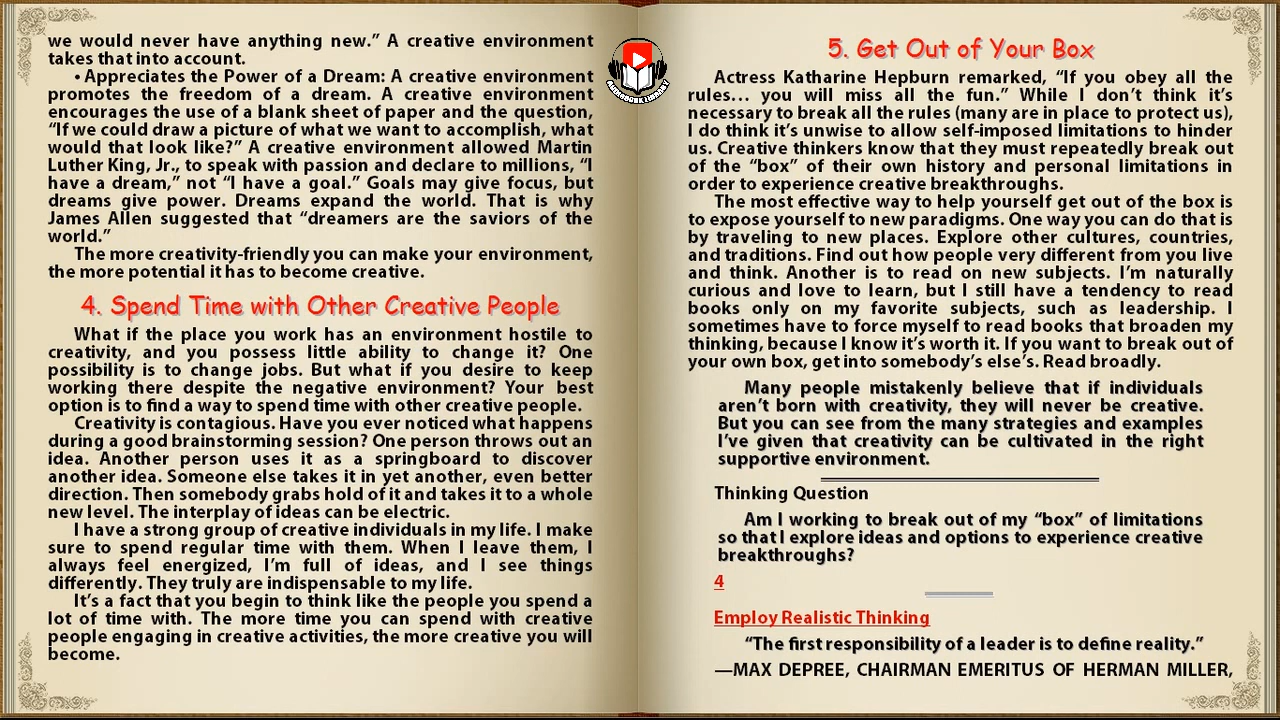 we would never have anything new.” A creative environment
takes that into account.
• Appreciates the Power of a Dream: A creative environment
promotes the freedom of a dream. A creative environment
encourages the use of a blank sheet of paper and the question,
“If we could draw a picture of what we want to accomplish, what
would that look like?” A creative environment allowed Martin
Luther King, Jr., to speak with passion and declare to millions, “I
have a dream,” not “I have a goal.” Goals may give focus, but
dreams give power. Dreams expand the world. That is why
James Allen suggested that “dreamers are the saviors of the
world.”
The more creativity-friendly you can make your environment,
the more potential it has to become creative.
4. Spend Time with Other Creative People
What if the place you work has an environment hostile to
creativity, and you possess little ability to change it? One
possibility is to change jobs. But what if you desire to keep
working there despite the negative environment? Your best
option is to find a way to spend time with other creative people.
Creativity is contagious. Have you ever noticed what happens
during a good brainstorming session? One person throws out an
idea. Another person uses it as a springboard to discover
another idea. Someone else takes it in yet another, even better
direction. Then somebody grabs hold of it and takes it to a whole
new level. The interplay of ideas can be electric.
I have a strong group of creative individuals in my life. I make
sure to spend regular time with them. When I leave them, I
always feel energized, I’m full of ideas, and I see things
differently. They truly are indispensable to my life.
It’s a fact that you begin to think like the people you spend a
lot of time with. The more time you can spend with creative
people engaging in creative activities, the more creative you will
become.
AUDIOBOOK LIBRARY
5. Get Out of Your Box
Actress Katharine Hepburn remarked, “If you obey all the
rules… you will miss all the fun.” While I don’t think it’s
necessary to break all the rules (many are in place to protect us),
I do think it’s unwise to allow self-imposed limitations to hinder
us. Creative thinkers know that they must repeatedly break out
of the “box” of their own history and personal limitations in
order to experience creative breakthroughs.
The most effective way to help yourself get out of the box is
to expose yourself to new paradigms. One way you can do that is
by traveling to new places. Explore other cultures, countries,
and traditions. Find out how people very different from you live
and think. Another is to read on new subjects. I’m naturally
curious and love to learn, but I still have a tendency to read
books only on my favorite subjects, such as leadership. I
sometimes have to force myself to read books that broaden my
thinking, because I know it’s worth it. If you want to break out of
your own box, get into somebody’s else’s. Read broadly.
Many people mistakenly believe that if individuals
aren’t born with creativity, they will never be creative.
But you can see from the many strategies and examples
I’ve given that creativity can be cultivated in the right
supportive environment.
Thinking Question
Am I working to break out of my “box” of limitations
so that I explore ideas and options to experience creative
breakthroughs?
4
Employ Realistic Thinking
“The first responsibility of a leader is to define reality.”
—MAX DEPREE, CHAIRMAN EMERITUS OF HERMAN MILLER,